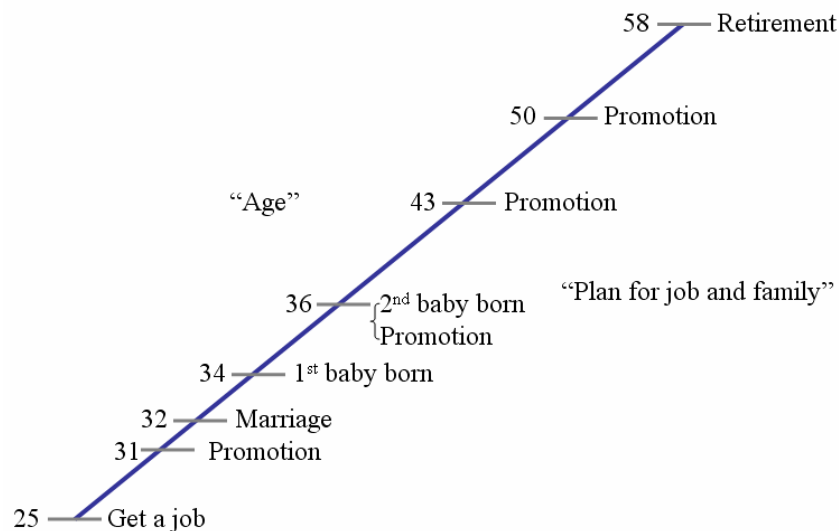 58 Retirement
50 Promotion
“Age”
43 Promotion
“Plan for job and family”
36 2nd baby born
Promotion
34 1st baby born
32 Marriage
31 Promotion
25 Get a job